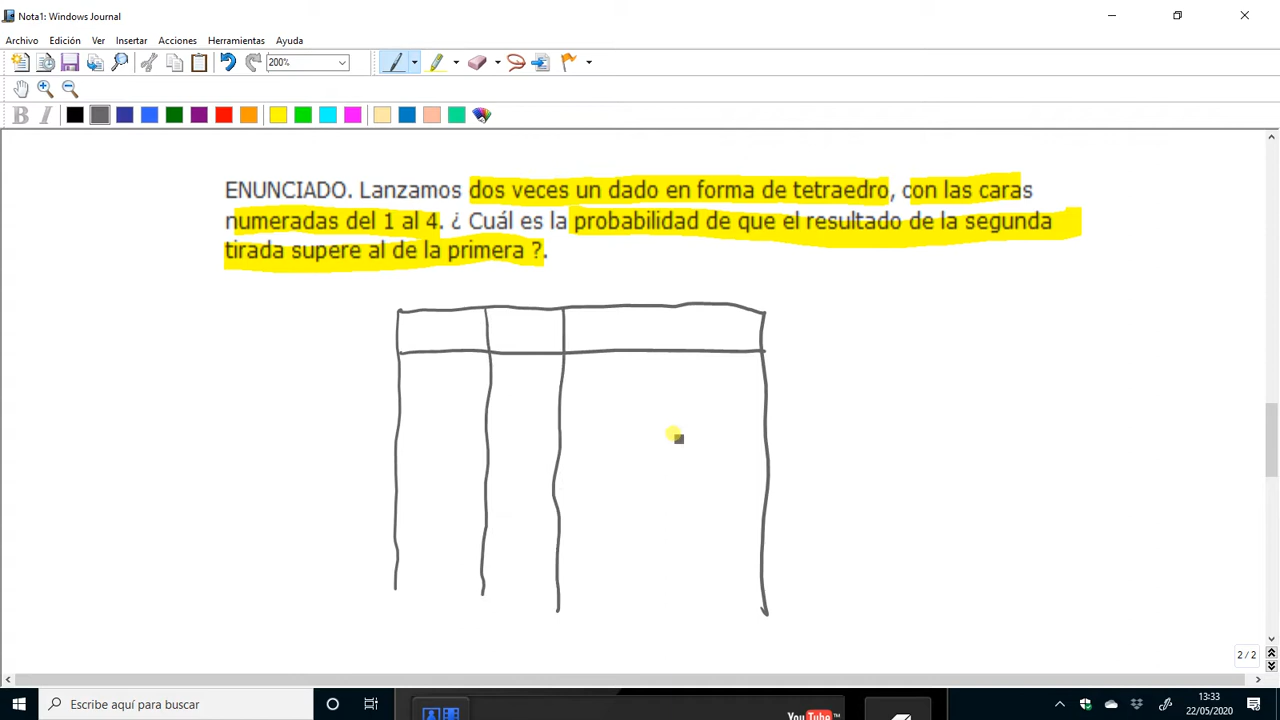 Nota1: Windows Journal
Archivo Edición Ver Insertar Acciones Herramientas Ayuda
200%
B I
ENUNCIADO. Lanzamos dos veces un dado en forma de tetraedro, con las caras
numeradas del 1 al 4. ¿ Cuál es la probabilidad de que el resultado de la segunda
tirada supere al de la primera ?.
2 / 2
Escribe aquí para buscar
YouTube™
13:33
22/05/2020